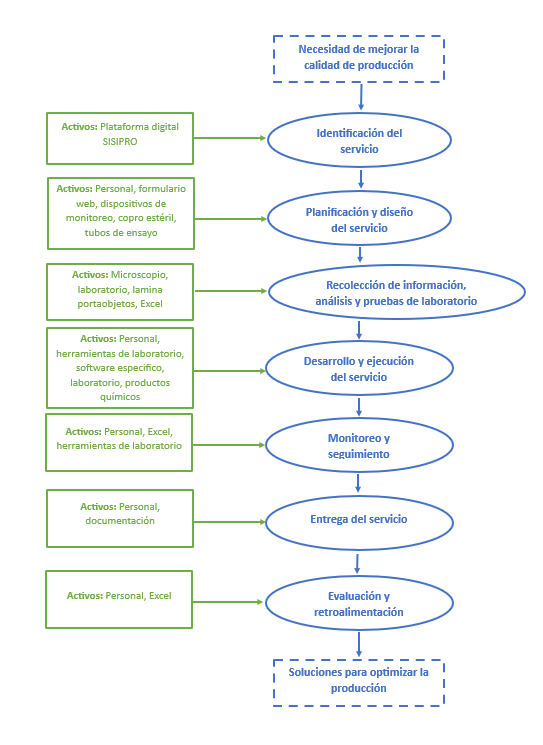 Necesidad de mejorar la
calidad de producción
Activos: Plataforma digital
SISIPRO
Identificación del
servicio
Activos: Personal, formulario
web, dispositivos de
monitoreo, copro estéril,
tubos de ensayo
Planificación y diseño
del servicio
Activos: Microscopio,
laboratorio, lamina
portaobjetos, Excel
Recolección de información,
análisis y pruebas de laboratorio
Activos: Personal,
herramientas de laboratorio,
software especifico,
laboratorio, productos
químicos
Desarrollo y ejecución
del servicio
Activos: Personal, Excel,
herramientas de laboratorio
Monitoreo y
seguimiento
Activos: Personal,
documentación
Entrega del servicio
Activos: Personal, Excel
Evaluación y
retroalimentación
Soluciones para optimizar la
producción